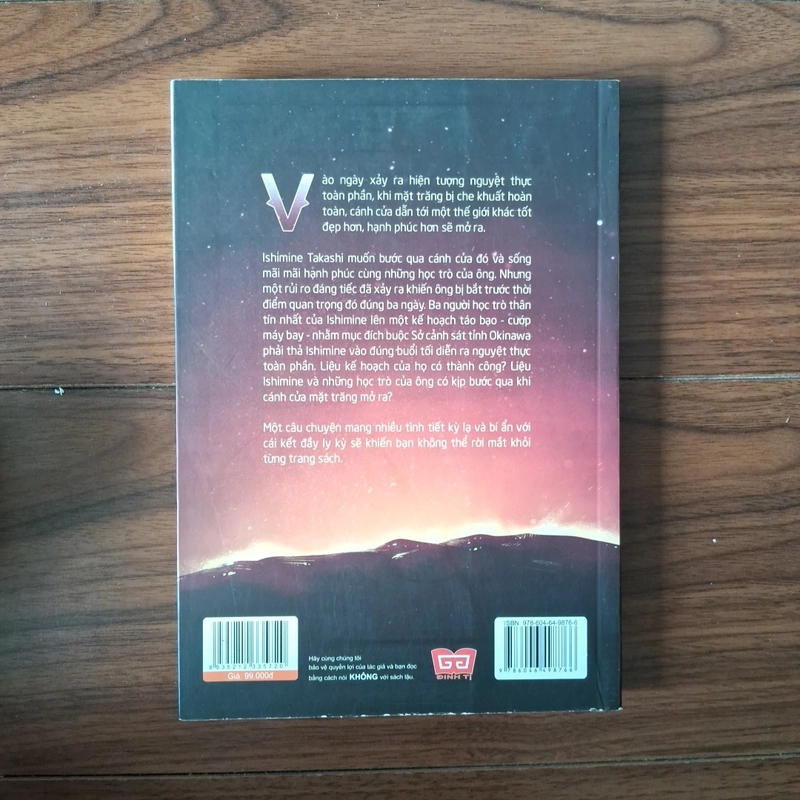 Vào ngày xảy ra hiện tượng nguyệt thực
toàn phần, khi mặt trăng bị che khuất hoàn
toàn, cánh cửa dẫn tới một thế giới khác tốt
đẹp hơn, hạnh phúc hơn sẽ mở ra.
Ishimine Takashi muốn bước qua cánh cửa đó và sống
mãi mãi hạnh phúc cùng những học trò của ông. Nhưng
một rủi ro đáng tiếc đã xảy ra khiến ông bị bắt trước thời
điểm quan trọng đó đúng ba ngày. Ba người học trò thân
tín nhất của Ishimine lên một kế hoạch táo bạo - cướp
máy bay - nhằm mục đích buộc Sở cảnh sát tỉnh Okinawa
phải thả Ishimine vào đúng buổi tối diễn ra nguyệt thực
toàn phần. Liệu kế hoạch của họ có thành công? Liệu
Ishimine và những học trò của ông có kịp bước qua khi
cánh cửa mặt trăng mở ra?
Một câu chuyện mang nhiều tình tiết kỳ lạ và bí ẩn với
cái kết đầy ly kỳ sẽ khiến bạn không thể rời mắt khỏi
từng trang sách.
8 935212 335720
Giá: 99.000đ
Hãy cùng chúng tôi
bảo vệ quyền lợi của tác giả và bạn đọc
bằng cách nói KHÔNG với sách lậu.
ĐINH TỊ
ISBN: 978-604-64-9876-6
9 786046 498766